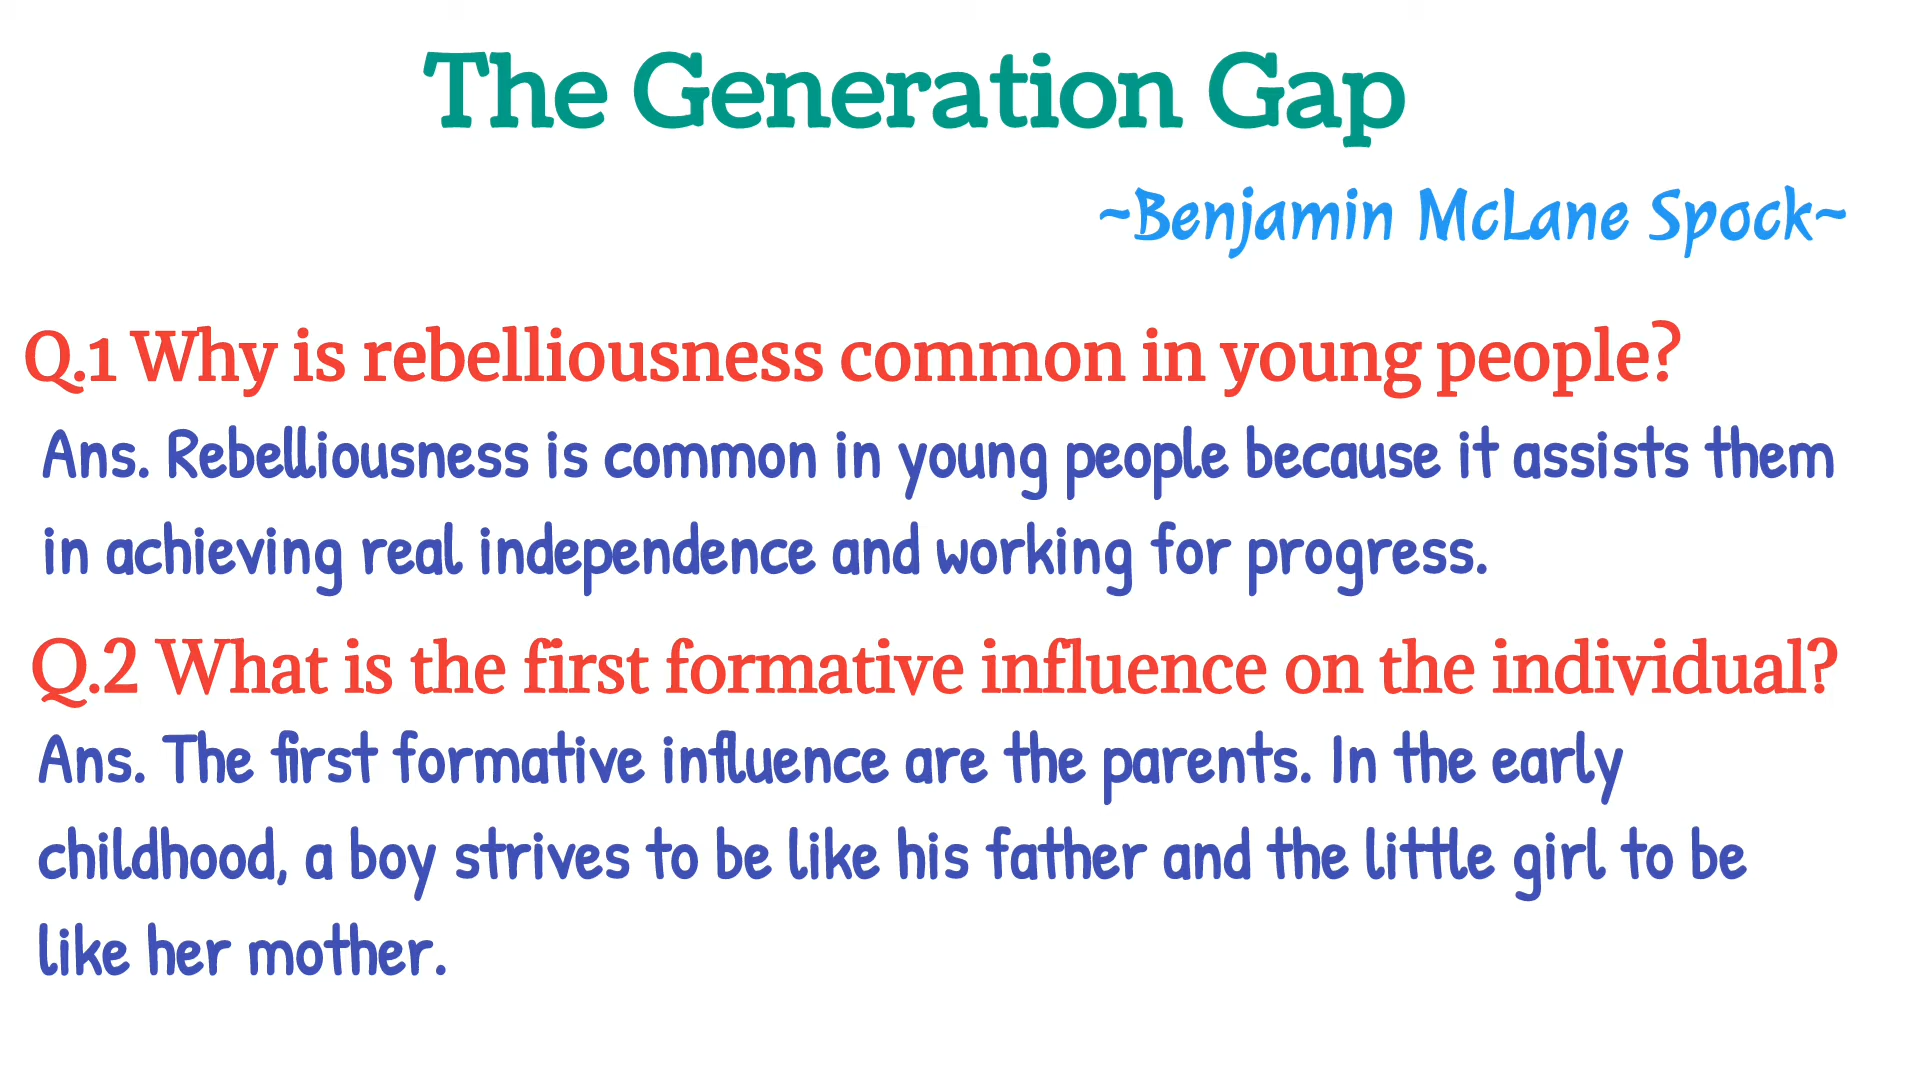 The Generation Gap
~Benjamin McLane Spock~
Q.1 Why is rebelliousness common in young people?
Ans. Rebelliousness is common in young people because it assists them
in achieving real independence and working for progress.
Q.2 What is the first formative influence on the individual?
Ans. The first formative influence are the parents. In the early
childhood, a boy strives to be like his father and the little girl to be
like her mother.